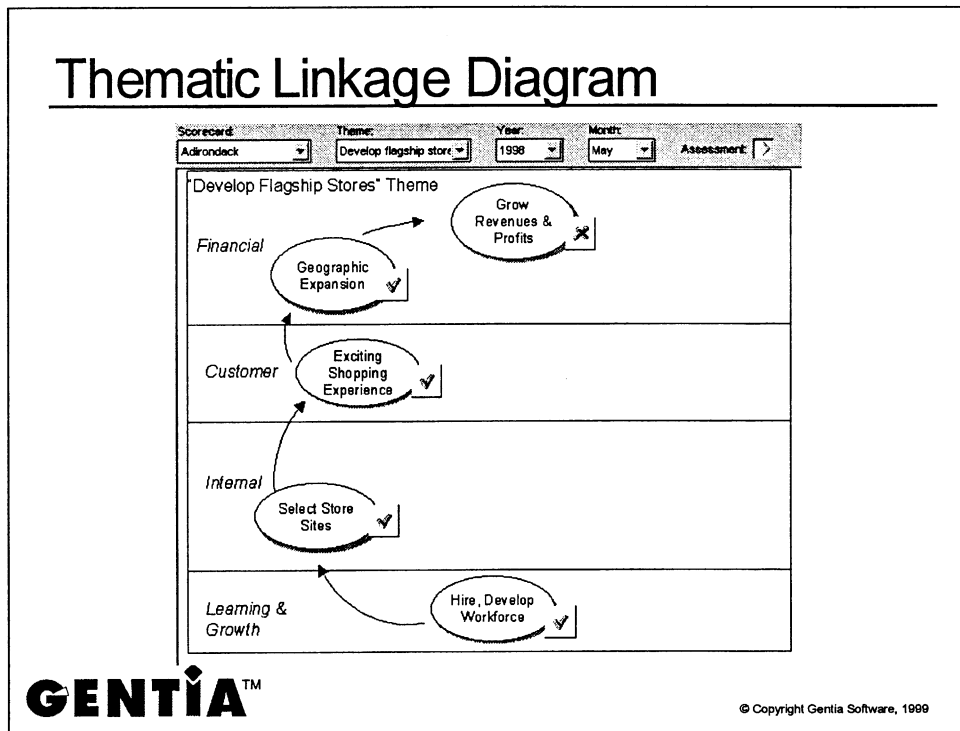 Thematic Linkage Diagram
Scorecard: Theme: Year: Month:
Adirondack Develop flagship store 1998 May Assessment:
"Develop Flagship Stores" Theme
Grow
Revenues &
Profits
Financial
Geographic
Expansion
Customer
Exciting
Shopping
Experience
Internal
Select Store
Sites
Learning &
Growth
Hire, Develop
Workforce
GENTIA™
© Copyright Gentia Software, 1999